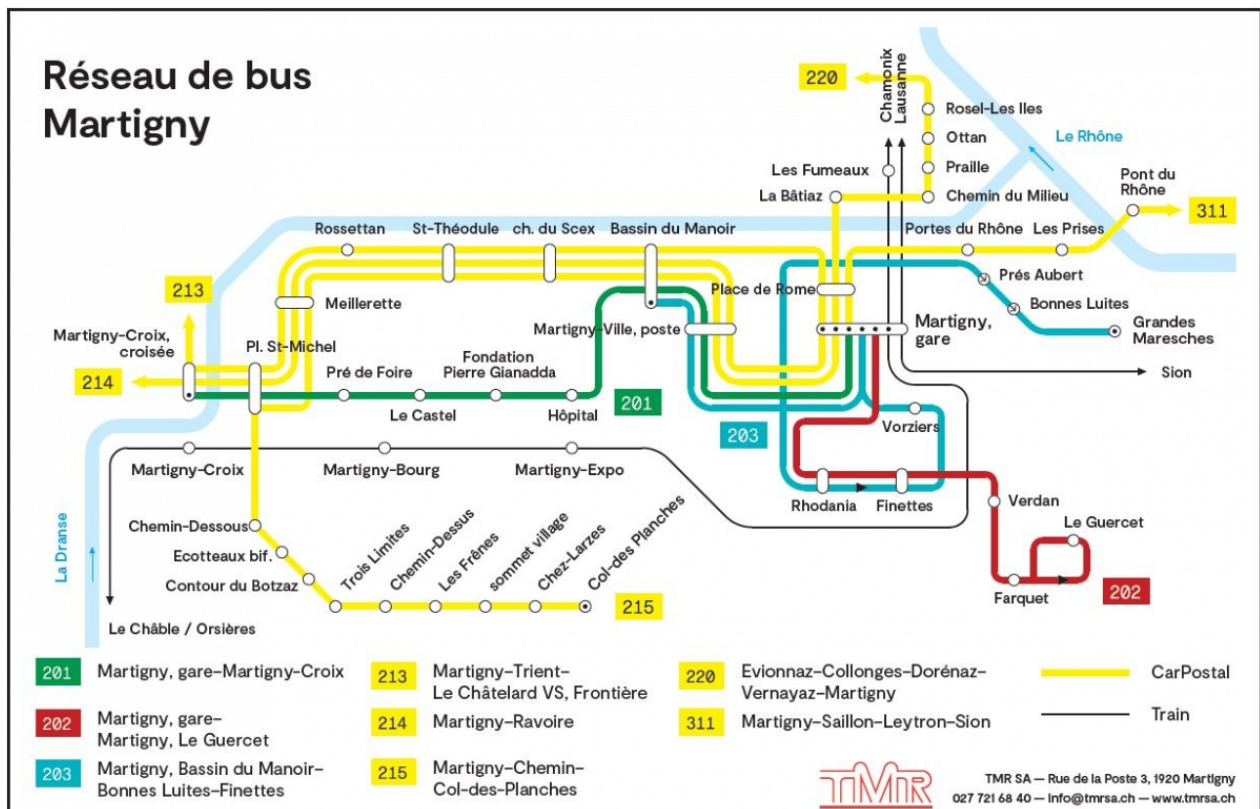 Réseau de bus
Martigny
220
Chamonix
Lausanne
Rosel-Les Iles
Ottan
Praille
Chemin du Milieu
Le Rhône
Les Fumeaux
La Bâtiaz
Pont du
Rhône
311
Rossettan
St-Théodule
ch. du Scex
Bassin du Manoir
Portes du Rhône
Les Prises
213
Meillerette
Place de Rome
Prés Aubert
Bonnes Luites
Martigny-Croix,
croisée
Pl. St-Michel
Martigny-Ville, poste
Martigny,
gare
Grandes
Maresches
214
Pré de Foire
Fondation
Pierre Gianadda
Sion
Le Castel
Hôpital
201
203
Vorziers
Martigny-Croix
Martigny-Bourg
Martigny-Expo
Rhodania
Finettes
Verdan
Le Guercet
Chemin-Dessous
Ecotteaux bif.
Contour du Botzaz
Trois Limites
Chemin-Dessus
Les Frênes
sommet village
Chez-Larzes
Col-des Planches
La Dranse
Farquet
202
215
Le Châble / Orsières
201 Martigny, gare–Martigny-Croix
202 Martigny, gare–
Martigny, Le Guercet
203 Martigny, Bassin du Manoir–
Bonnes Luites–Finettes
213 Martigny–Trient–
Le Châtelard VS, Frontière
214 Martigny–Ravoire
215 Martigny–Chemin–
Col-des-Planches
220 Evionnaz–Collonges–Dorénaz–
Vernayaz–Martigny
311 Martigny–Saillon–Leytron–Sion
CarPostal
Train
TMR
TMR SA — Rue de la Poste 3, 1920 Martigny
027 721 68 40 — info@tmrsa.ch — www.tmrsa.ch